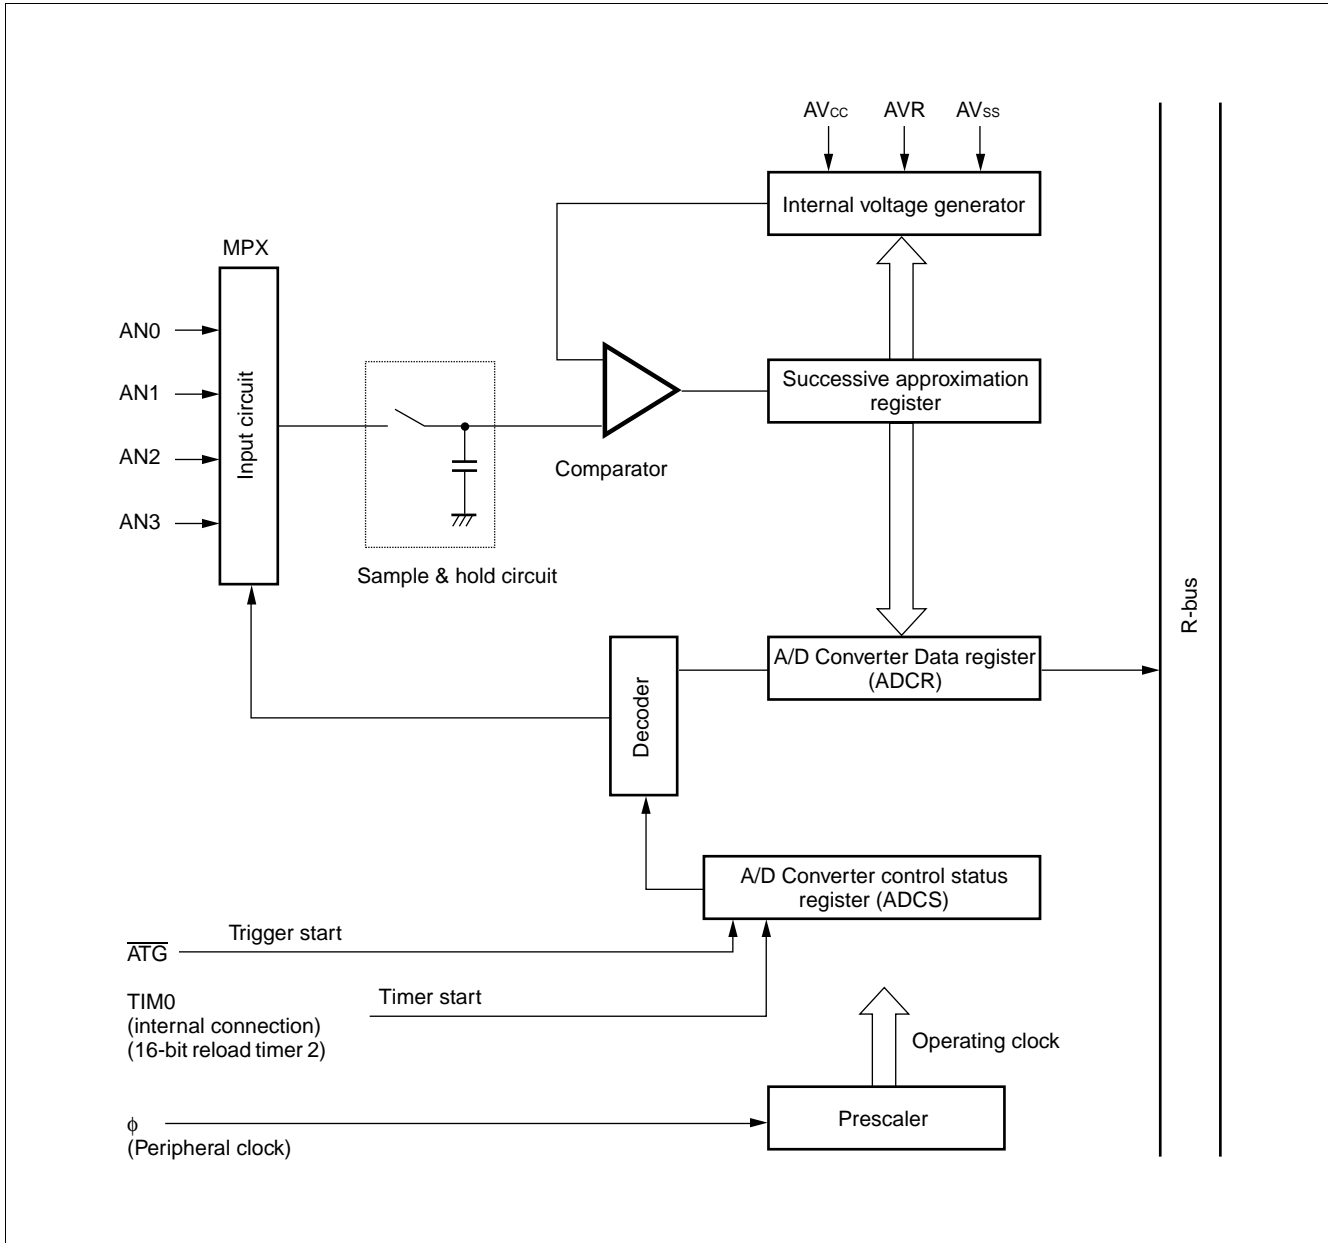 AVCC AVR AVSS
Internal voltage generator
MPX
AN0
AN1
AN2
AN3
Input circuit
Successive approximation
register
Comparator
Sample & hold circuit
R-bus
A/D Converter Data register
(ADCR)
Decoder
A/D Converter control status
register (ADCS)
Trigger start
ATG
Timer start
TIM0
(internal connection)
(16-bit reload timer 2)
Operating clock
Prescaler
ϕ
(Peripheral clock)